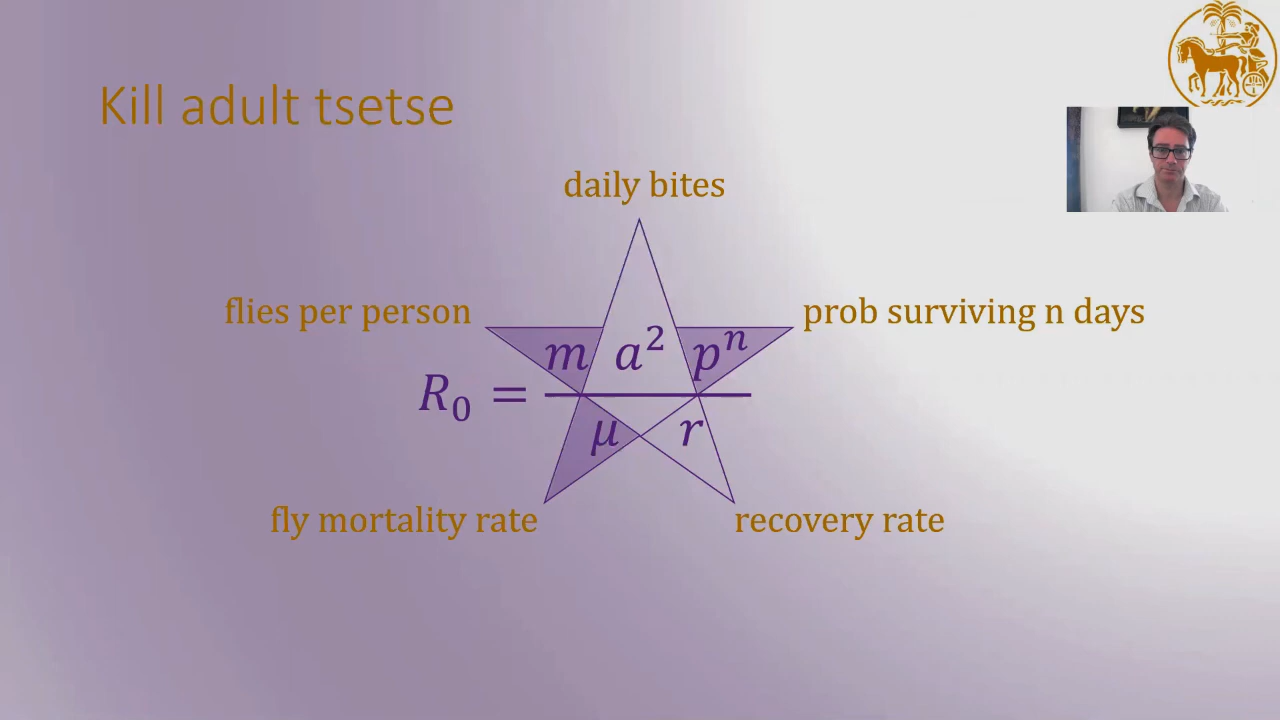 Kill adult tsetse
daily bites
flies per person
prob surviving n days
R₀ = m a² pⁿ / μ r
fly mortality rate
recovery rate